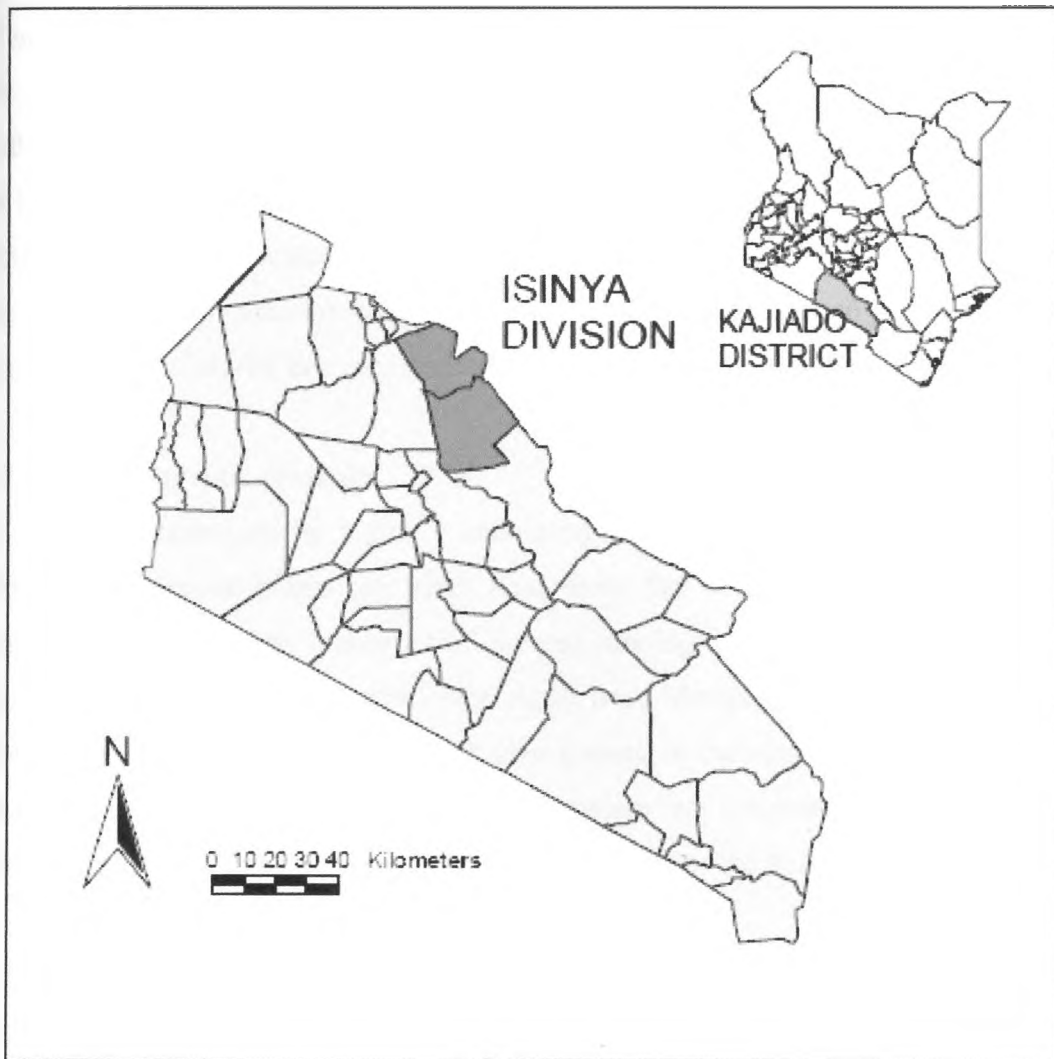 ISINYA
DIVISION
KAJIADO
DISTRICT
N
0 10 20 30 40 Kilometers